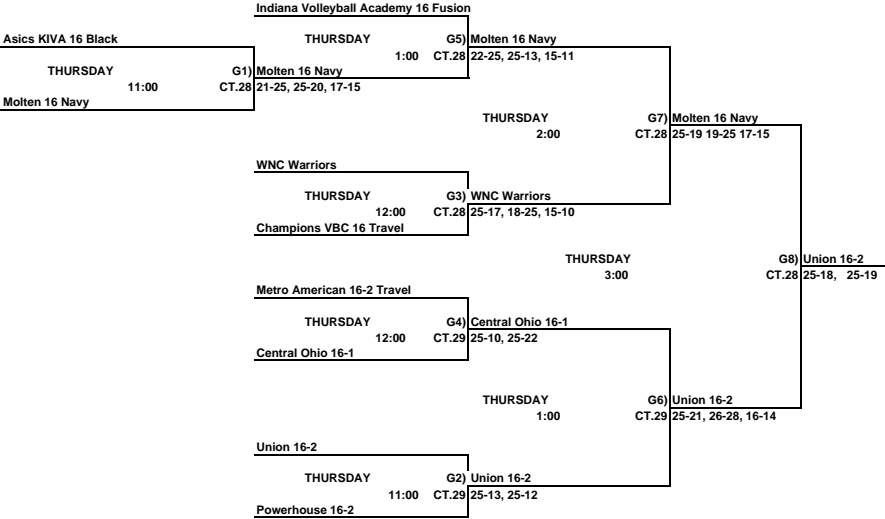 Indiana Volleyball Academy 16 Fusion
Asics KIVA 16 Black
THURSDAY G5) Molten 16 Navy
1:00 CT.28 22-25, 25-13, 15-11
THURSDAY G1) Molten 16 Navy
11:00 CT.28 21-25, 25-20, 17-15
Molten 16 Navy
THURSDAY G7) Molten 16 Navy
2:00 CT.28 25-19 19-25 17-15
WNC Warriors
THURSDAY G3) WNC Warriors
12:00 CT.28 25-17, 18-25, 15-10
Champions VBC 16 Travel
THURSDAY G8) Union 16-2
3:00 CT.28 25-18, 25-19
Metro American 16-2 Travel
THURSDAY G4) Central Ohio 16-1
12:00 CT.29 25-10, 25-22
Central Ohio 16-1
THURSDAY G6) Union 16-2
1:00 CT.29 25-21, 26-28, 16-14
Union 16-2
THURSDAY G2) Union 16-2
11:00 CT.29 25-13, 25-12
Powerhouse 16-2